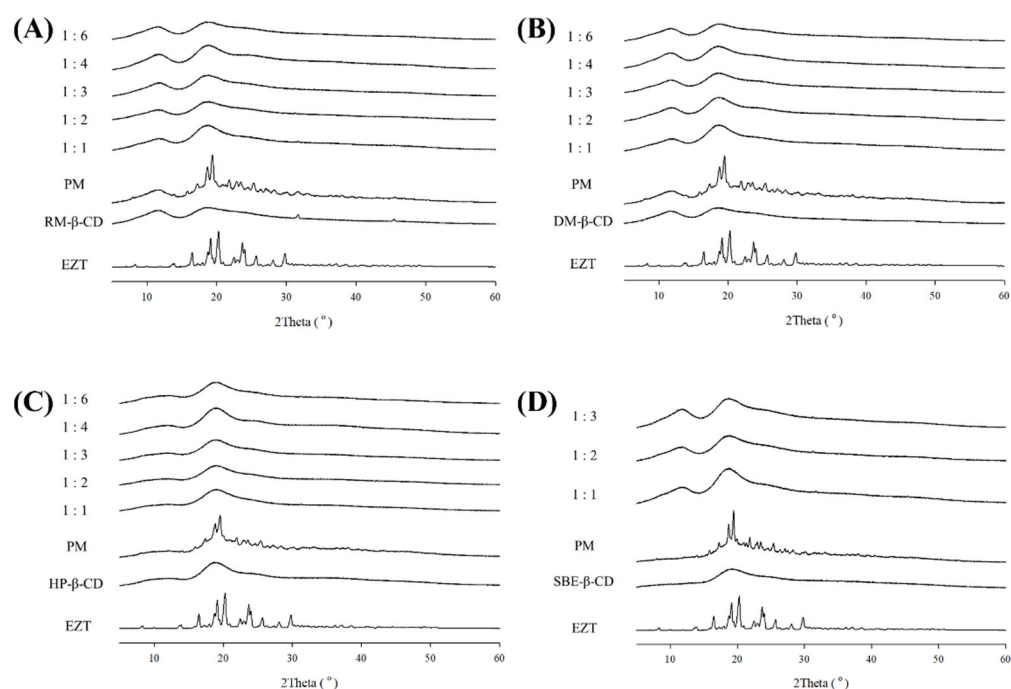 (A)
1 : 6
1 : 4
1 : 3
1 : 2
1 : 1
PM
RM-β-CD
EZT
10 20 30 40 50 60
2Theta ( o )
(B)
1 : 6
1 : 4
1 : 3
1 : 2
1 : 1
PM
DM-β-CD
EZT
10 20 30 40 50 60
2Theta ( o )
(C)
1 : 6
1 : 4
1 : 3
1 : 2
1 : 1
PM
HP-β-CD
EZT
10 20 30 40 50 60
2Theta ( o )
(D)
1 : 3
1 : 2
1 : 1
PM
SBE-β-CD
EZT
10 20 30 40 50 60
2Theta ( o )